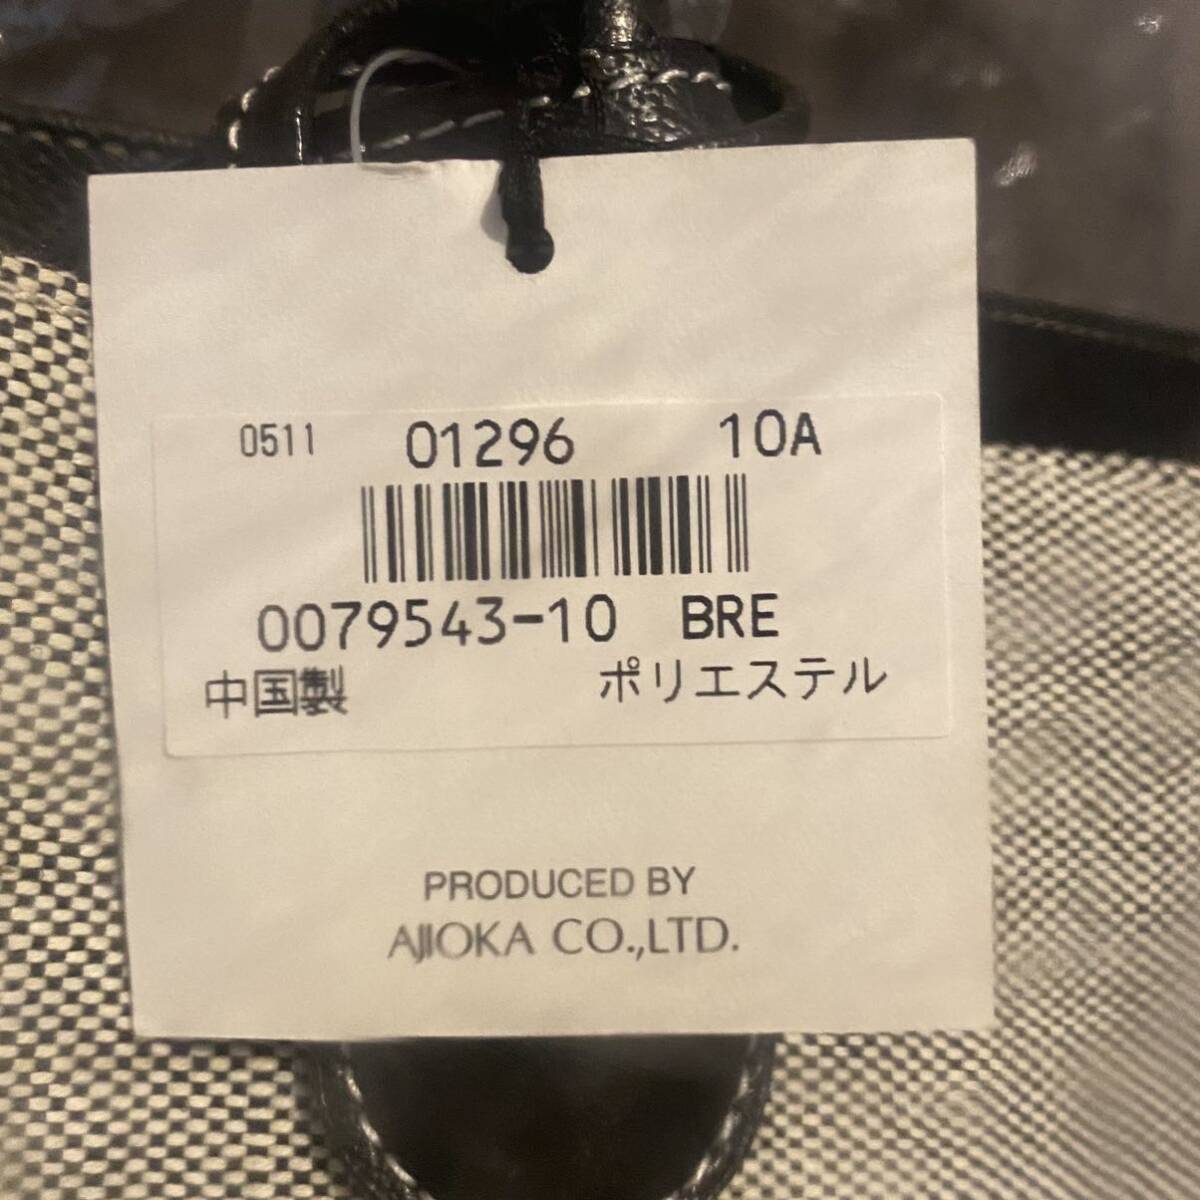 0511 01296 10A
0079543-10 BRE
中国製 ポリエステル
PRODUCED BY
AJIOKA CO.,LTD.